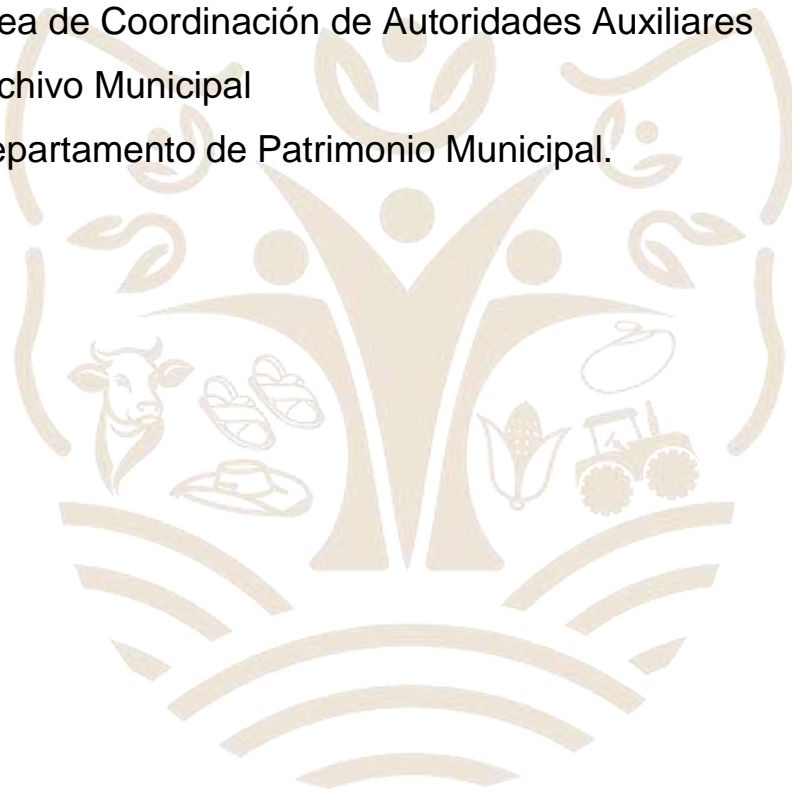 ea de Coordinación de Autoridades Auxiliares
chivo Municipal
epartamento de Patrimonio Municipal.